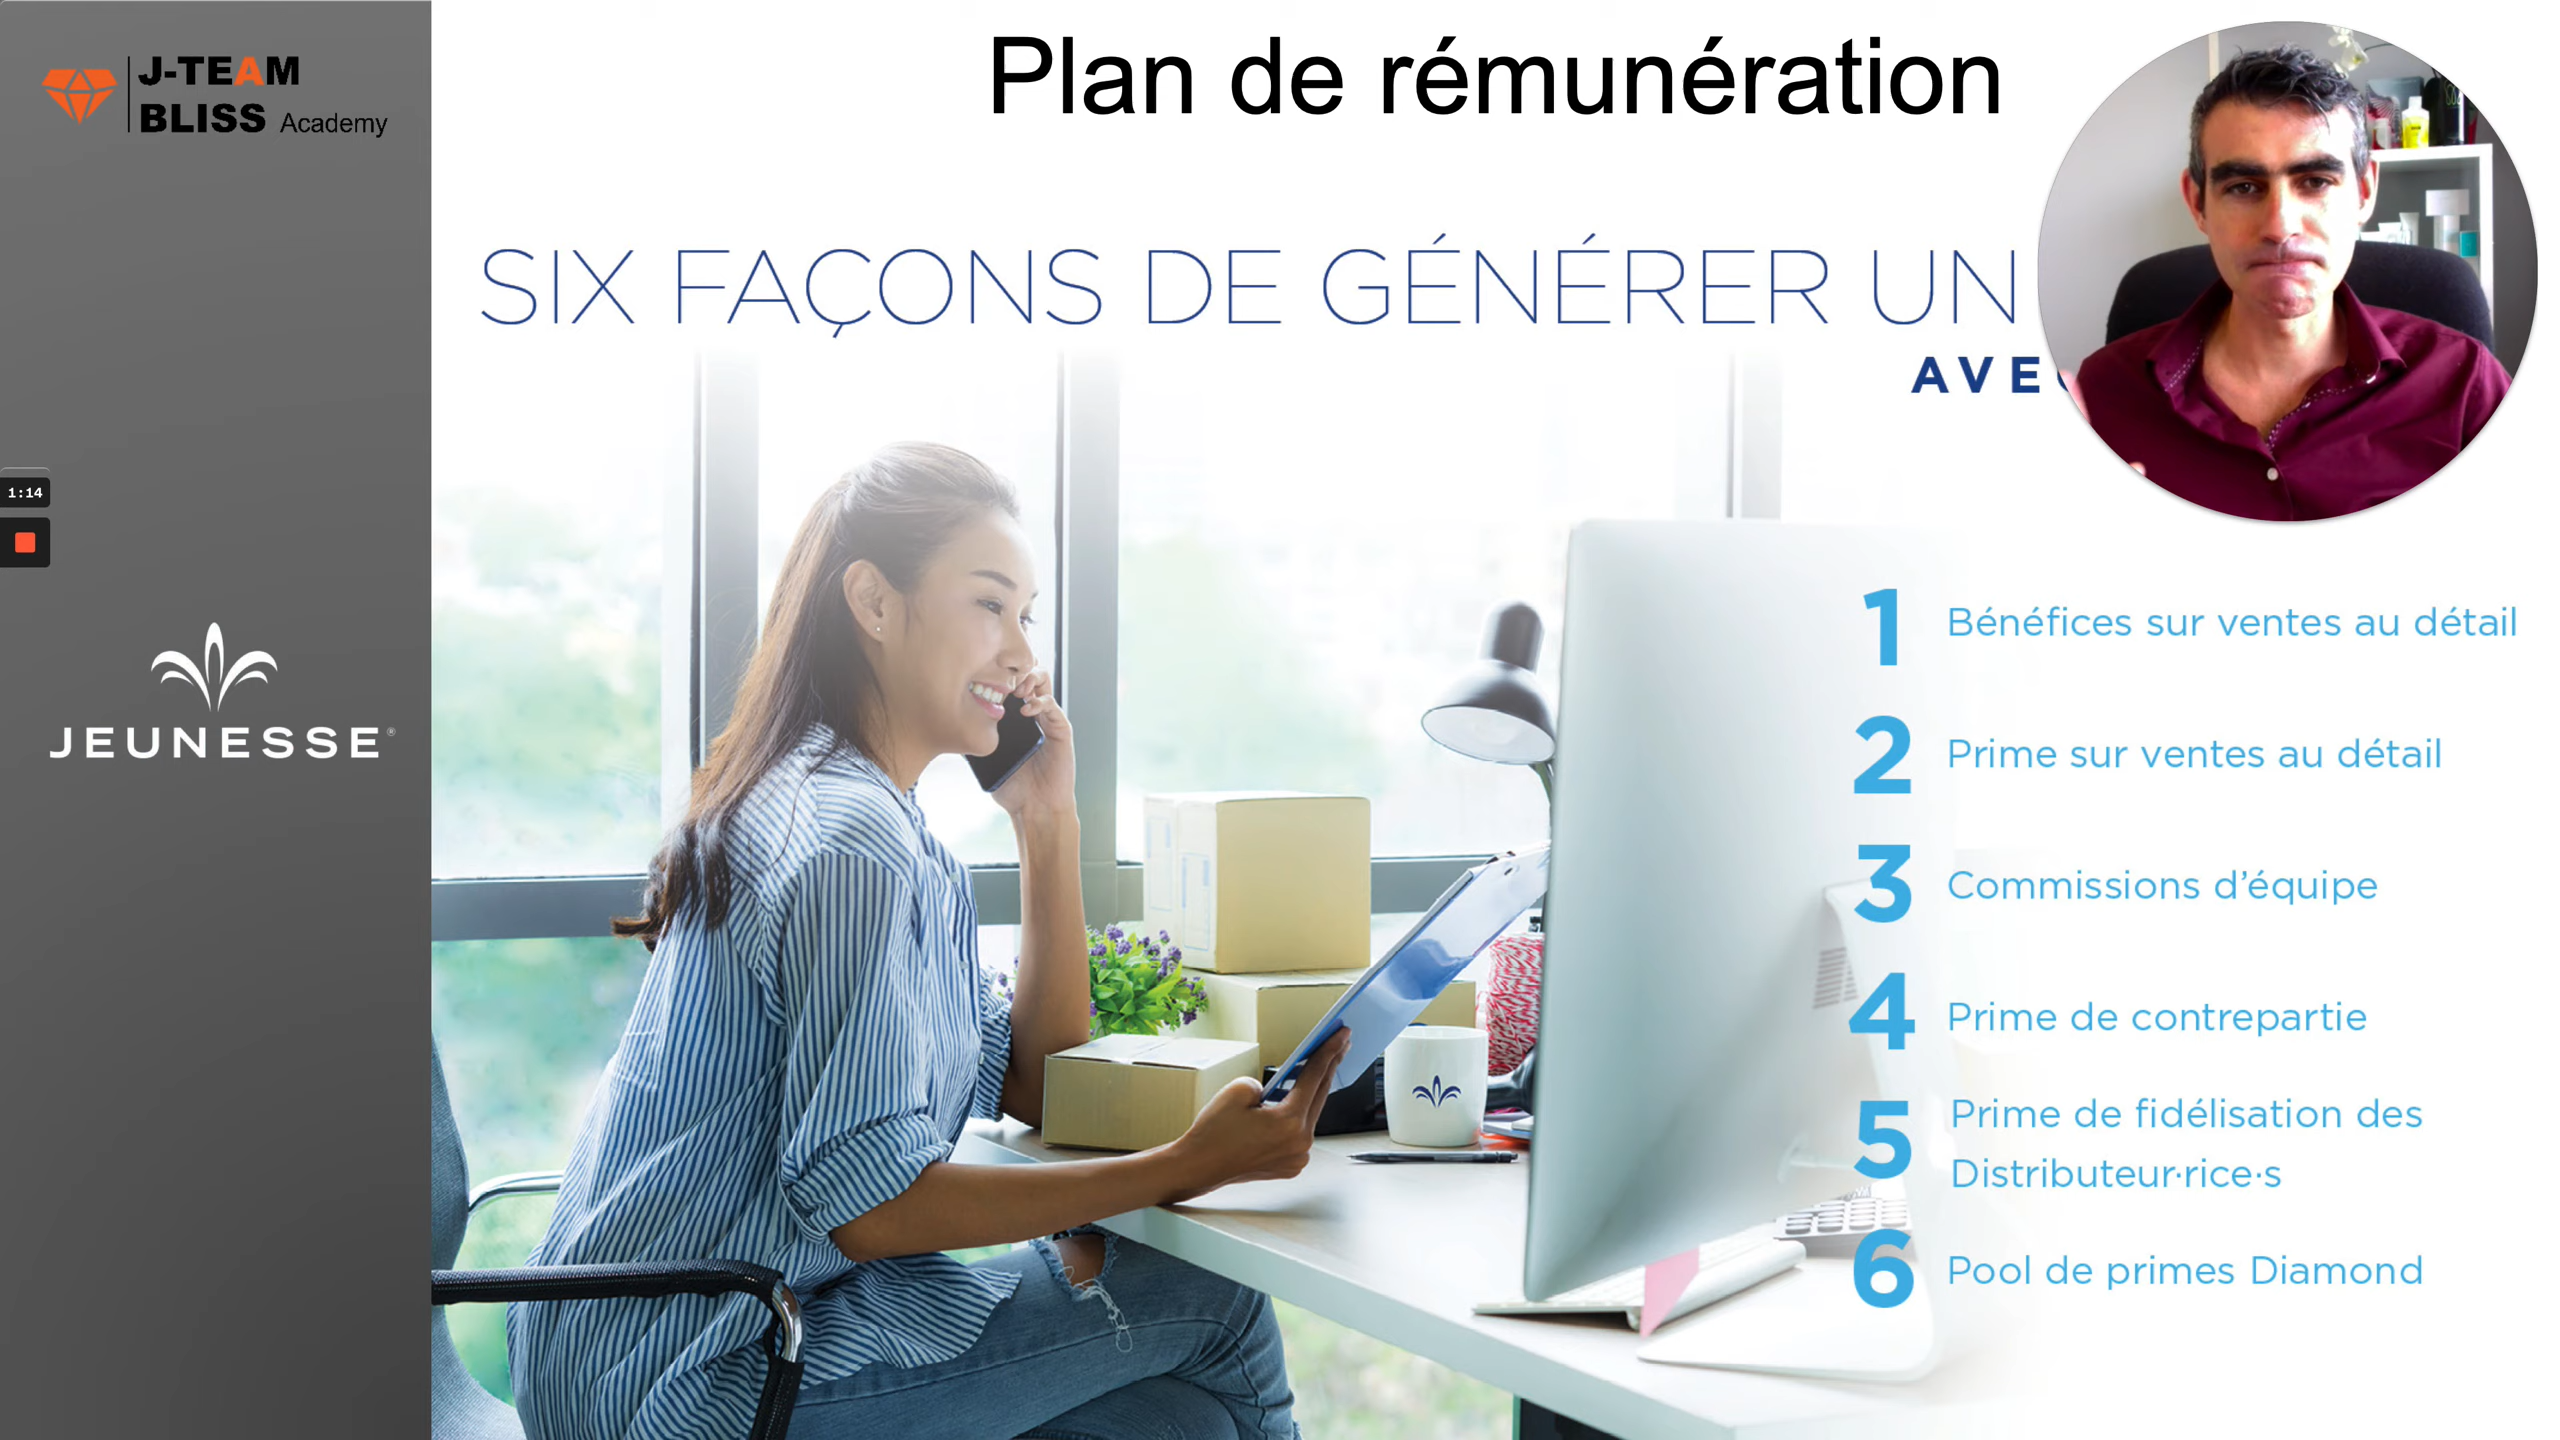 J-TEAM
BLISS Academy
Plan de rémunération
SIX FAÇONS DE GÉNÉRER UN
1:14
JEUNESSE®
1 Bénéfices sur ventes au détail
2 Prime sur ventes au détail
3 Commissions d'équipe
4 Prime de contrepartie
5 Prime de fidélisation des
Distributeur·rice·s
6 Pool de primes Diamond